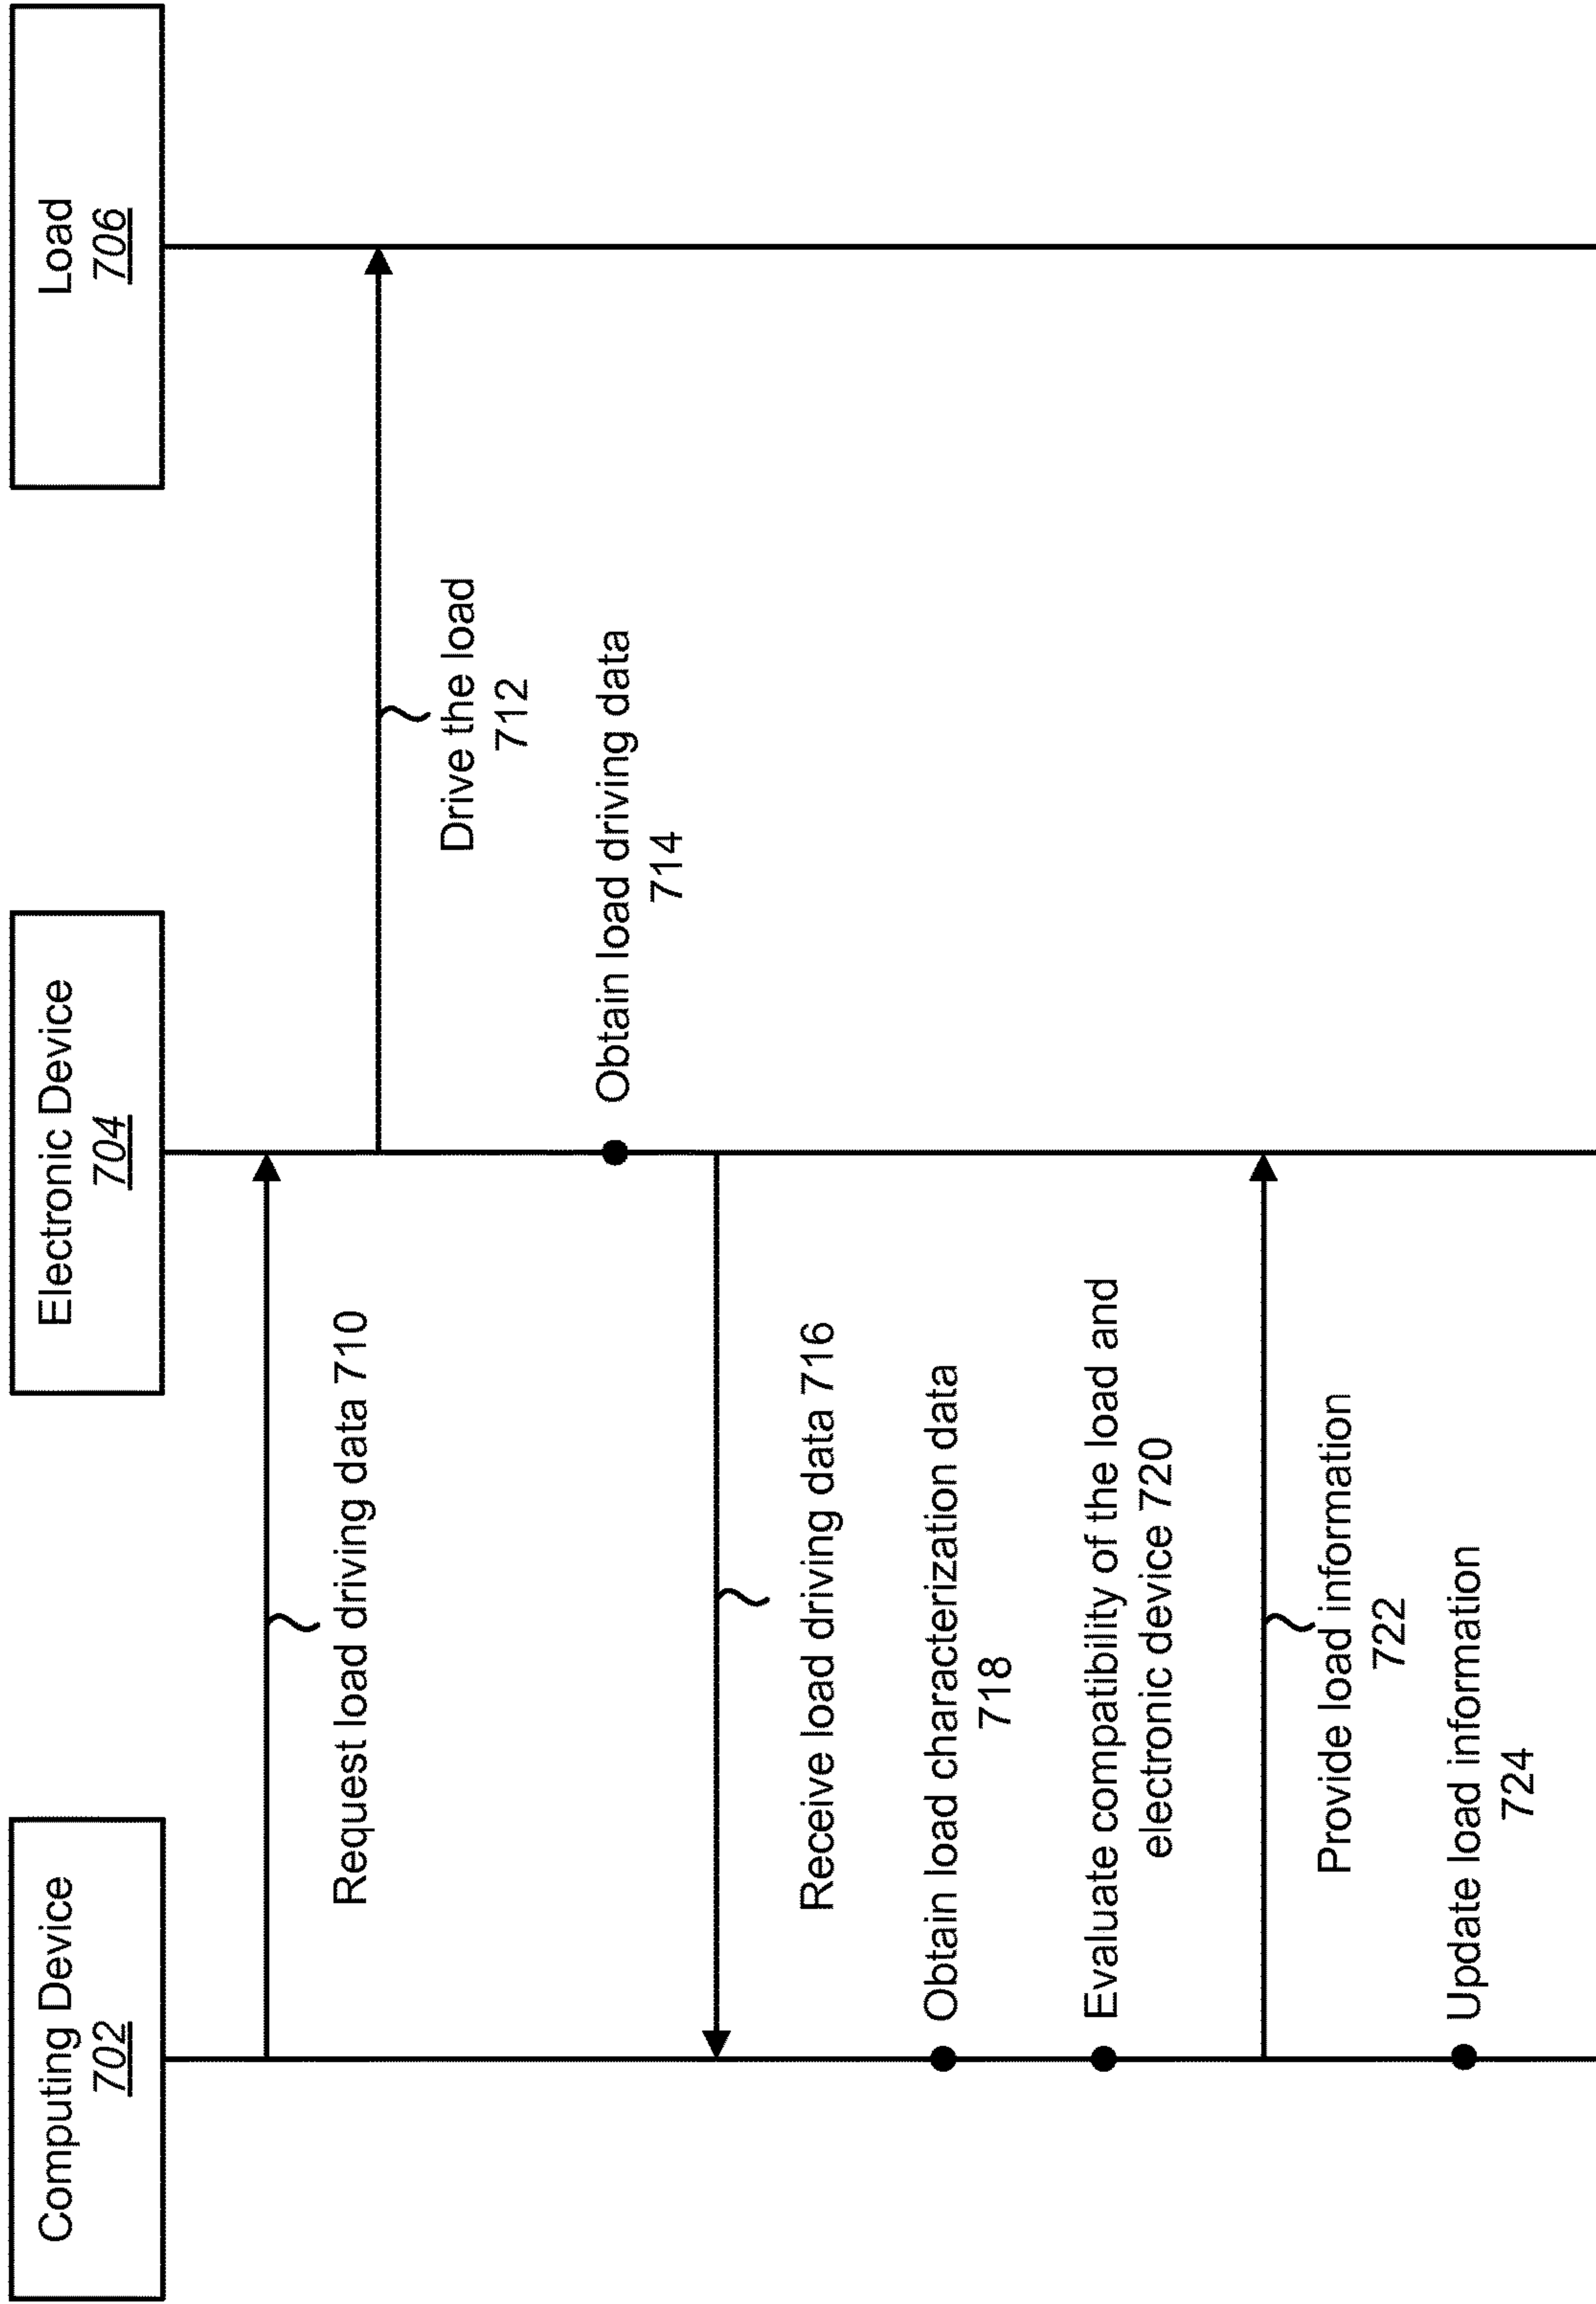 Computing Device
702
Electronic Device
704
Load
706
Request load driving data 710
Drive the load
712
Obtain load driving data
714
Receive load driving data 716
Obtain load characterization data
718
Evaluate compatibility of the load and
electronic device 720
Provide load information
722
Update load information
724